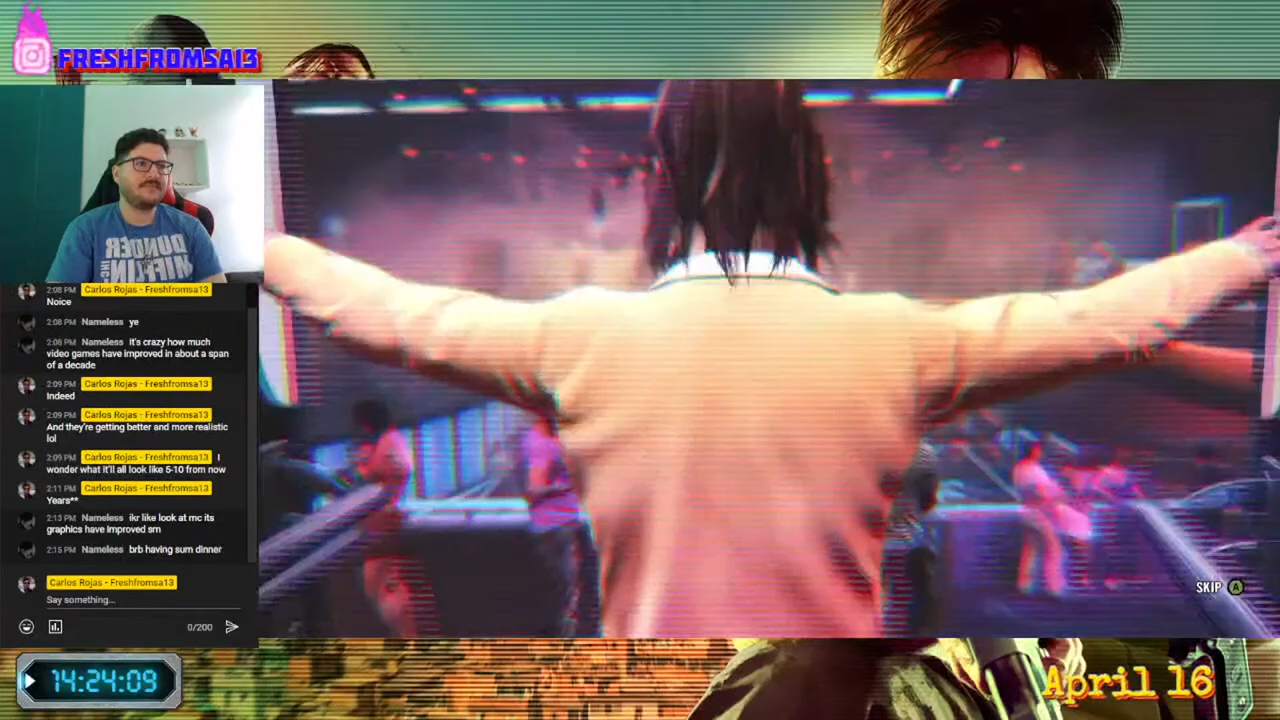 FRESHFROMSA13
DUNDER
MIFFLIN
INC.
2:08 PM Carlos Rojas - Freshfromsa13
Noice
2:08 PM Nameless ye
2:08 PM Nameless It's crazy how much
video games have improved in about a span
of a decade
2:09 PM Carlos Rojas - Freshfromsa13
Indeed
2:09 PM Carlos Rojas - Freshfromsa13
And they're getting better and more realistic
lol
2:09 PM Carlos Rojas - Freshfromsa13 I
wonder what it'll all look like 5-10 from now
2:11 PM Carlos Rojas - Freshfromsa13
Years**
2:13 PM Nameless ikr like look at mc its
graphics have improved sm
2:15 PM Nameless brb having sum dinner
Carlos Rojas - Freshfromsa13
Say something...
0/200
SKIP A
14:24:09
April 16